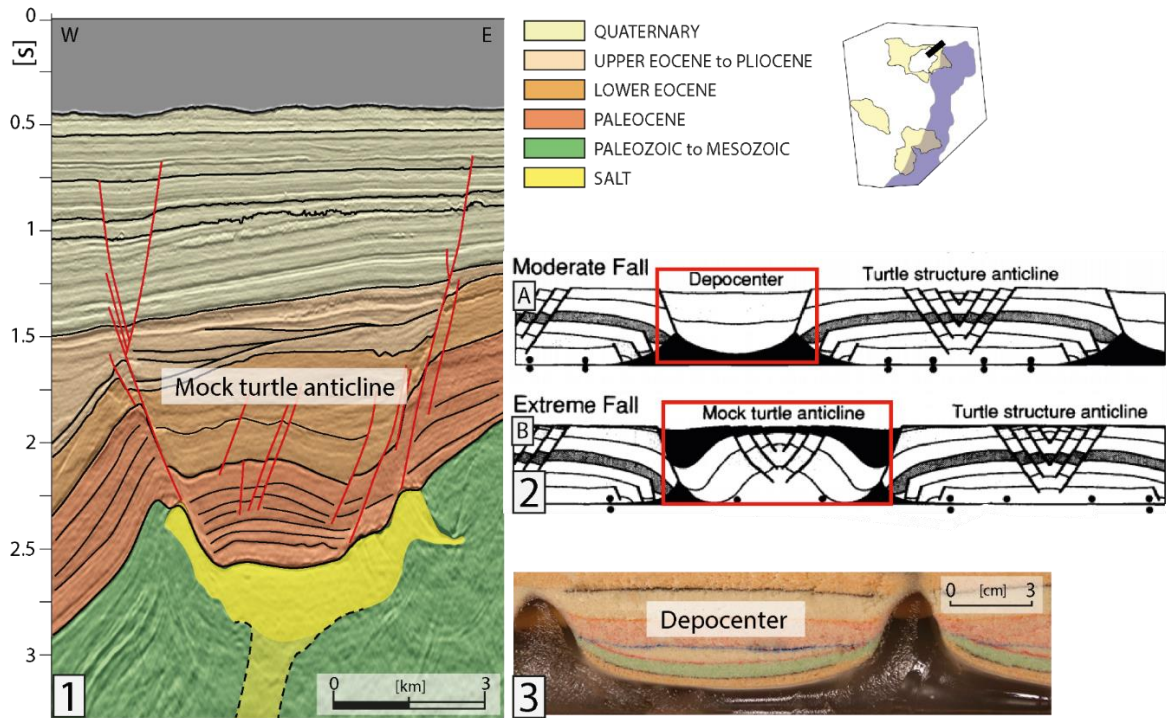 0
W
E
[s]
0.5
1
1.5
2
2.5
3
Mock turtle anticline
1
0 [km] 3
QUATERNARY
UPPER EOCENE to PLIOCENE
LOWER EOCENE
PALEOCENE
PALEOZOIC to MESOZOIC
SALT
Moderate Fall
A
Depocenter
Turtle structure anticline
Extreme Fall
B
Mock turtle anticline
Turtle structure anticline
2
Depocenter
0 [cm] 3
3